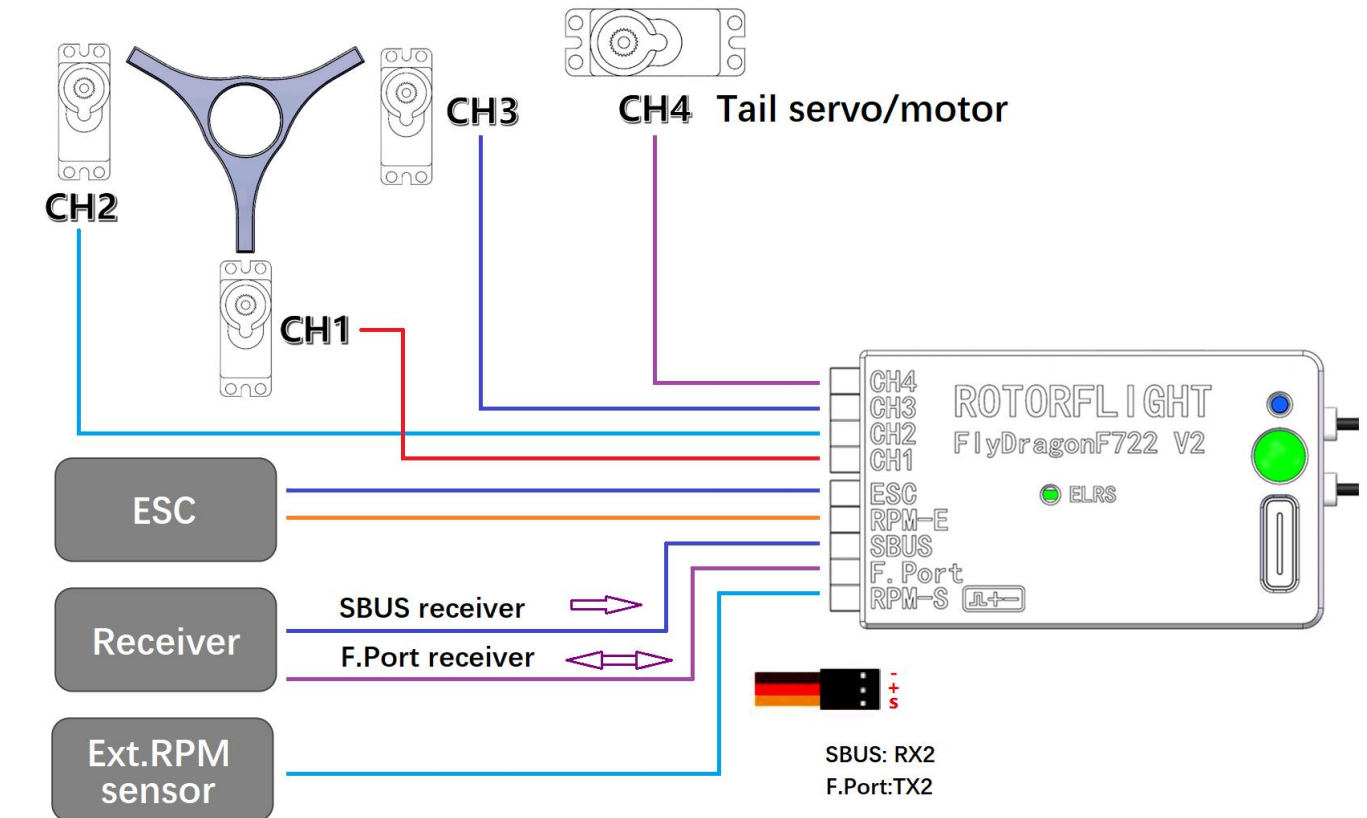 CH3
CH4 Tail servo/motor
CH2
CH1
CH4
CH3
CH2
CH1
ROTORFLIGHT
FlyDragonF722 V2
ELRS
ESC
RPM-E
SBUS
F.Port
RPM-S
ESC
Receiver
SBUS receiver
F.Port receiver
Ext.RPM
sensor
-
+
S
SBUS: RX2
F.Port:TX2